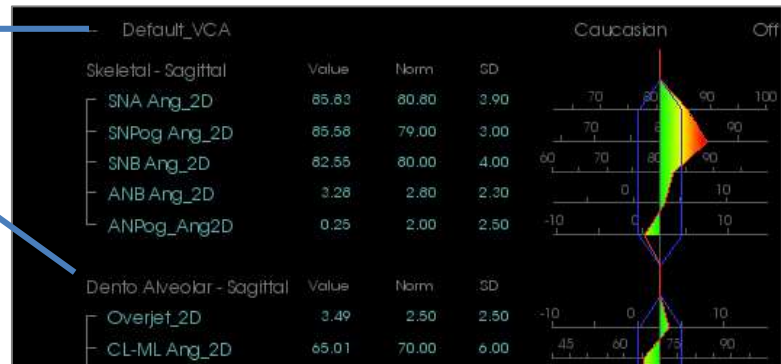 Default_VCA Caucasian Off
Skeletal - Sagittal Value Norm SD
SNA Ang_2D 85.83 80.80 3.90 70 80 90 100
SNPog Ang_2D 85.58 79.00 3.00 70 8 90
SNB Ang_2D 82.55 80.00 4.00 60 70 80 90
ANB Ang_2D 3.28 2.80 2.30 0 10
ANPog_Ang2D 0.25 2.00 2.50 -10 0 10
Dento Alveolar - Sagittal Value Norm SD
Overjet_2D 3.49 2.50 2.50 -10 0 10
CL-ML Ang_2D 65.01 70.00 6.00 45 60 75 90